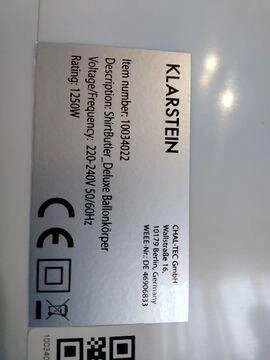 KLARSTEIN
Item number: 10034022
Description: ShirtButler_Deluxe Ballonkörper
Voltage/Frequency: 220-240V 50/60Hz
Rating: 1250W
CHAL-TEC GmbH
Wallstraße 16,
10179 Berlin, Germany
WEEE-Nr.: DE 46906833
CE